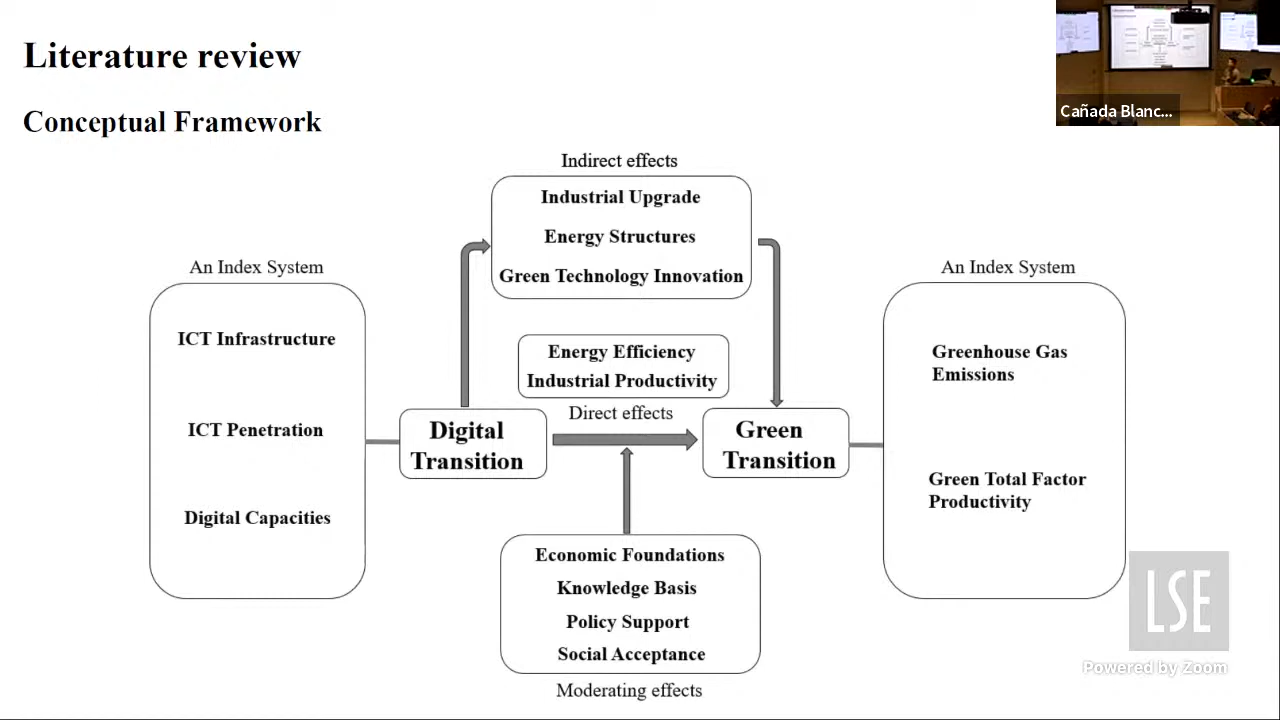 Literature review
Conceptual Framework
Cañada Blanc...
Indirect effects
Industrial Upgrade
Energy Structures
Green Technology Innovation
An Index System
ICT Infrastructure
ICT Penetration
Digital Capacities
Energy Efficiency
Industrial Productivity
Direct effects
Digital
Transition
Green
Transition
An Index System
Greenhouse Gas
Emissions
Green Total Factor
Productivity
Economic Foundations
Knowledge Basis
Policy Support
Social Acceptance
Moderating effects
LSE
Powered by Zoom